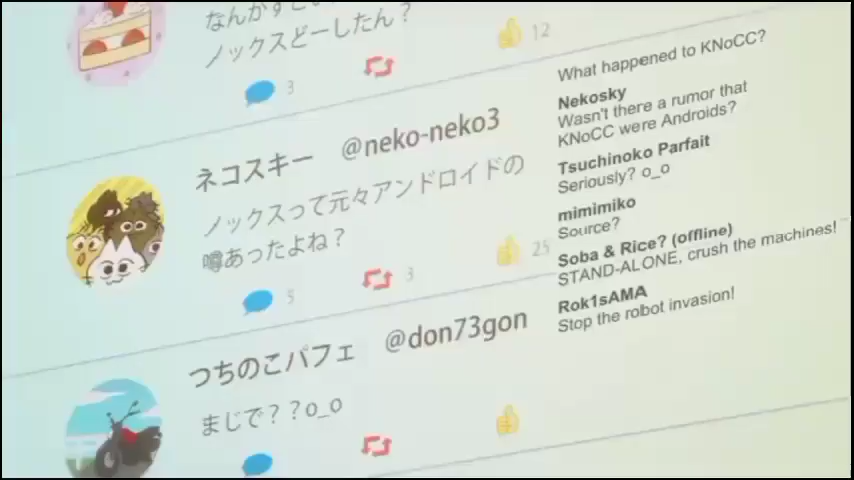 ノックスどーしたん？
3
12
ネコスキー @neko-neko3
ノックスって元々アンドロイドの
噂あったよね？
5
3
25
つちのこパフェ @don73gon
まじで？？o_o
What happened to KNoCC?
Nekosky
Wasn't there a rumor that
KNoCC were Androids?
Tsuchinoko Parfait
Seriously? o_o
mimimiko
Source?
Soba & Rice? (offline)
STAND-ALONE, crush the machines!
Rok1sAMA
Stop the robot invasion!